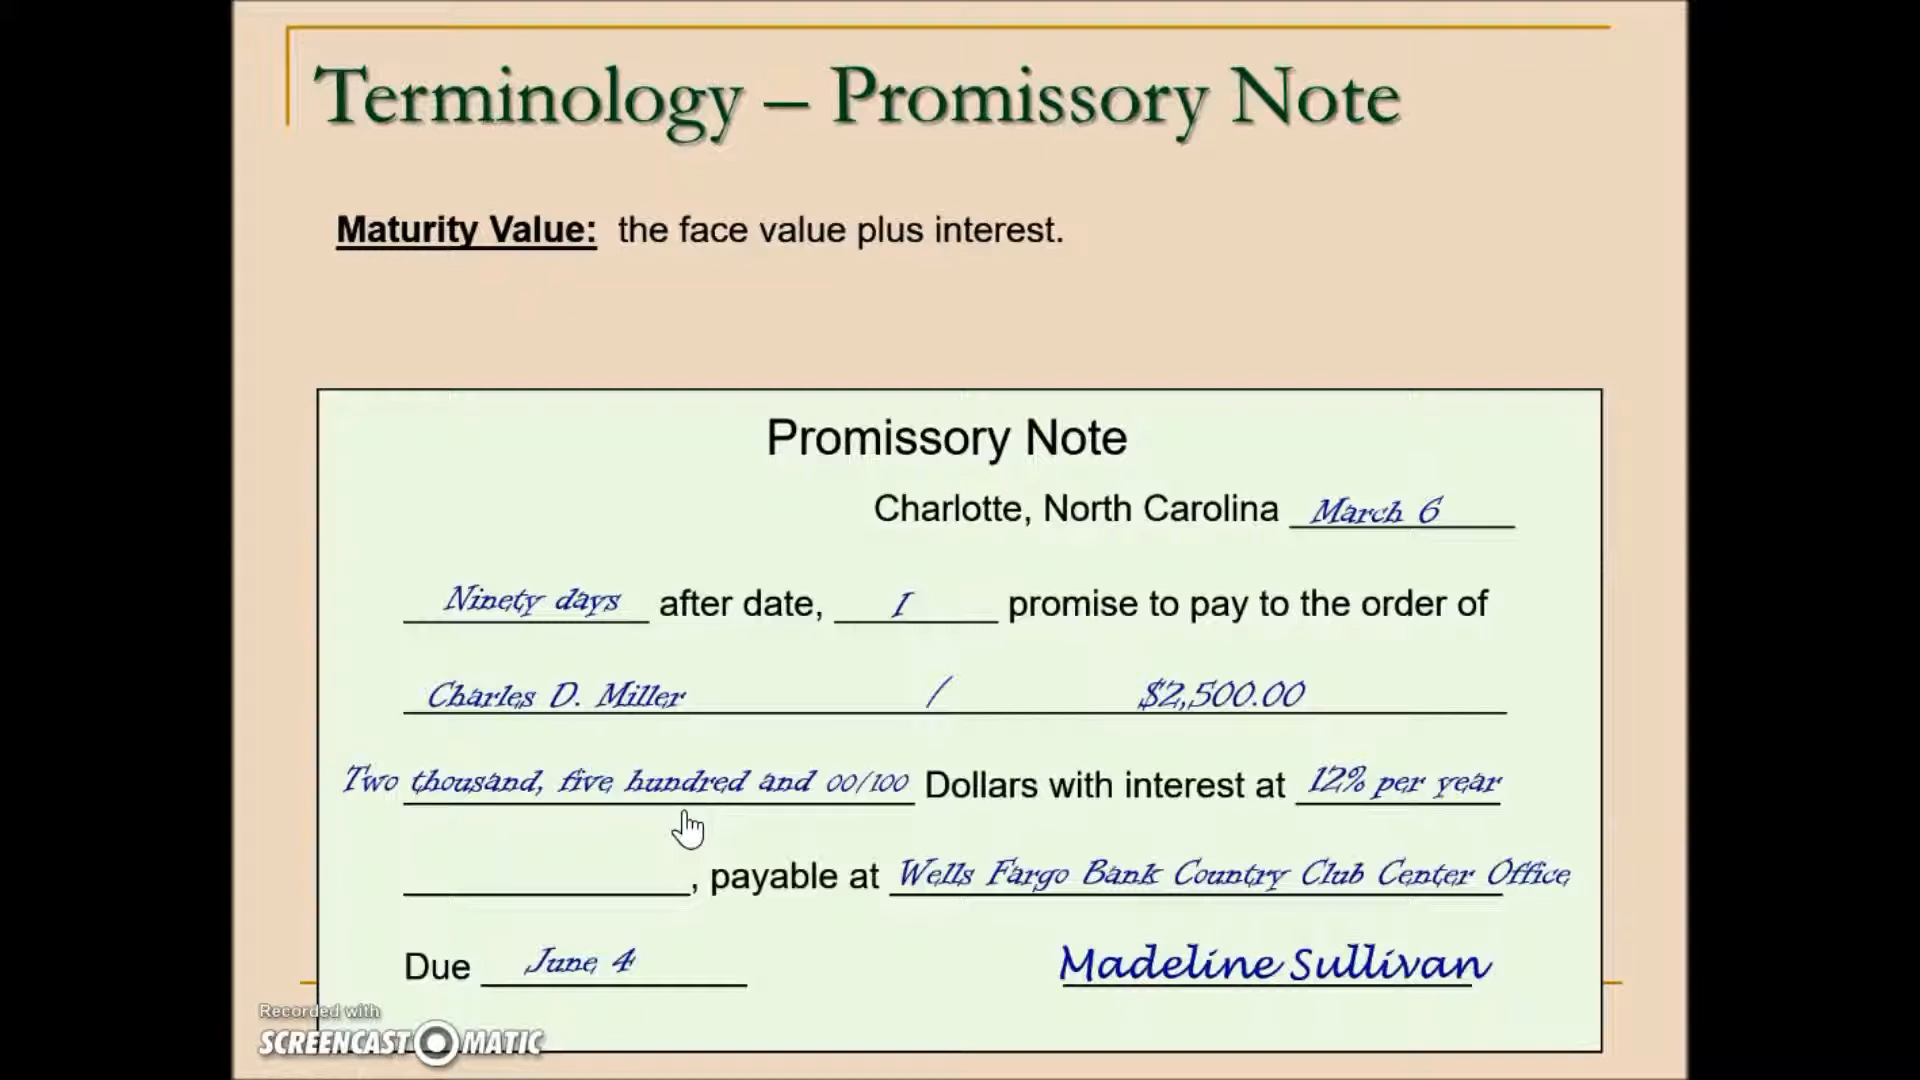 Terminology – Promissory Note
Maturity Value: the face value plus interest.
Promissory Note
Charlotte, North Carolina March 6
Ninety days after date, I promise to pay to the order of
Charles D. Miller / $2,500.00
Two thousand, five hundred and 00/100 Dollars with interest at 12% per year
, payable at Wells Fargo Bank Country Club Center Office
Due June 4 Madeline Sullivan
Recorded with
SCREENCAST MATIC